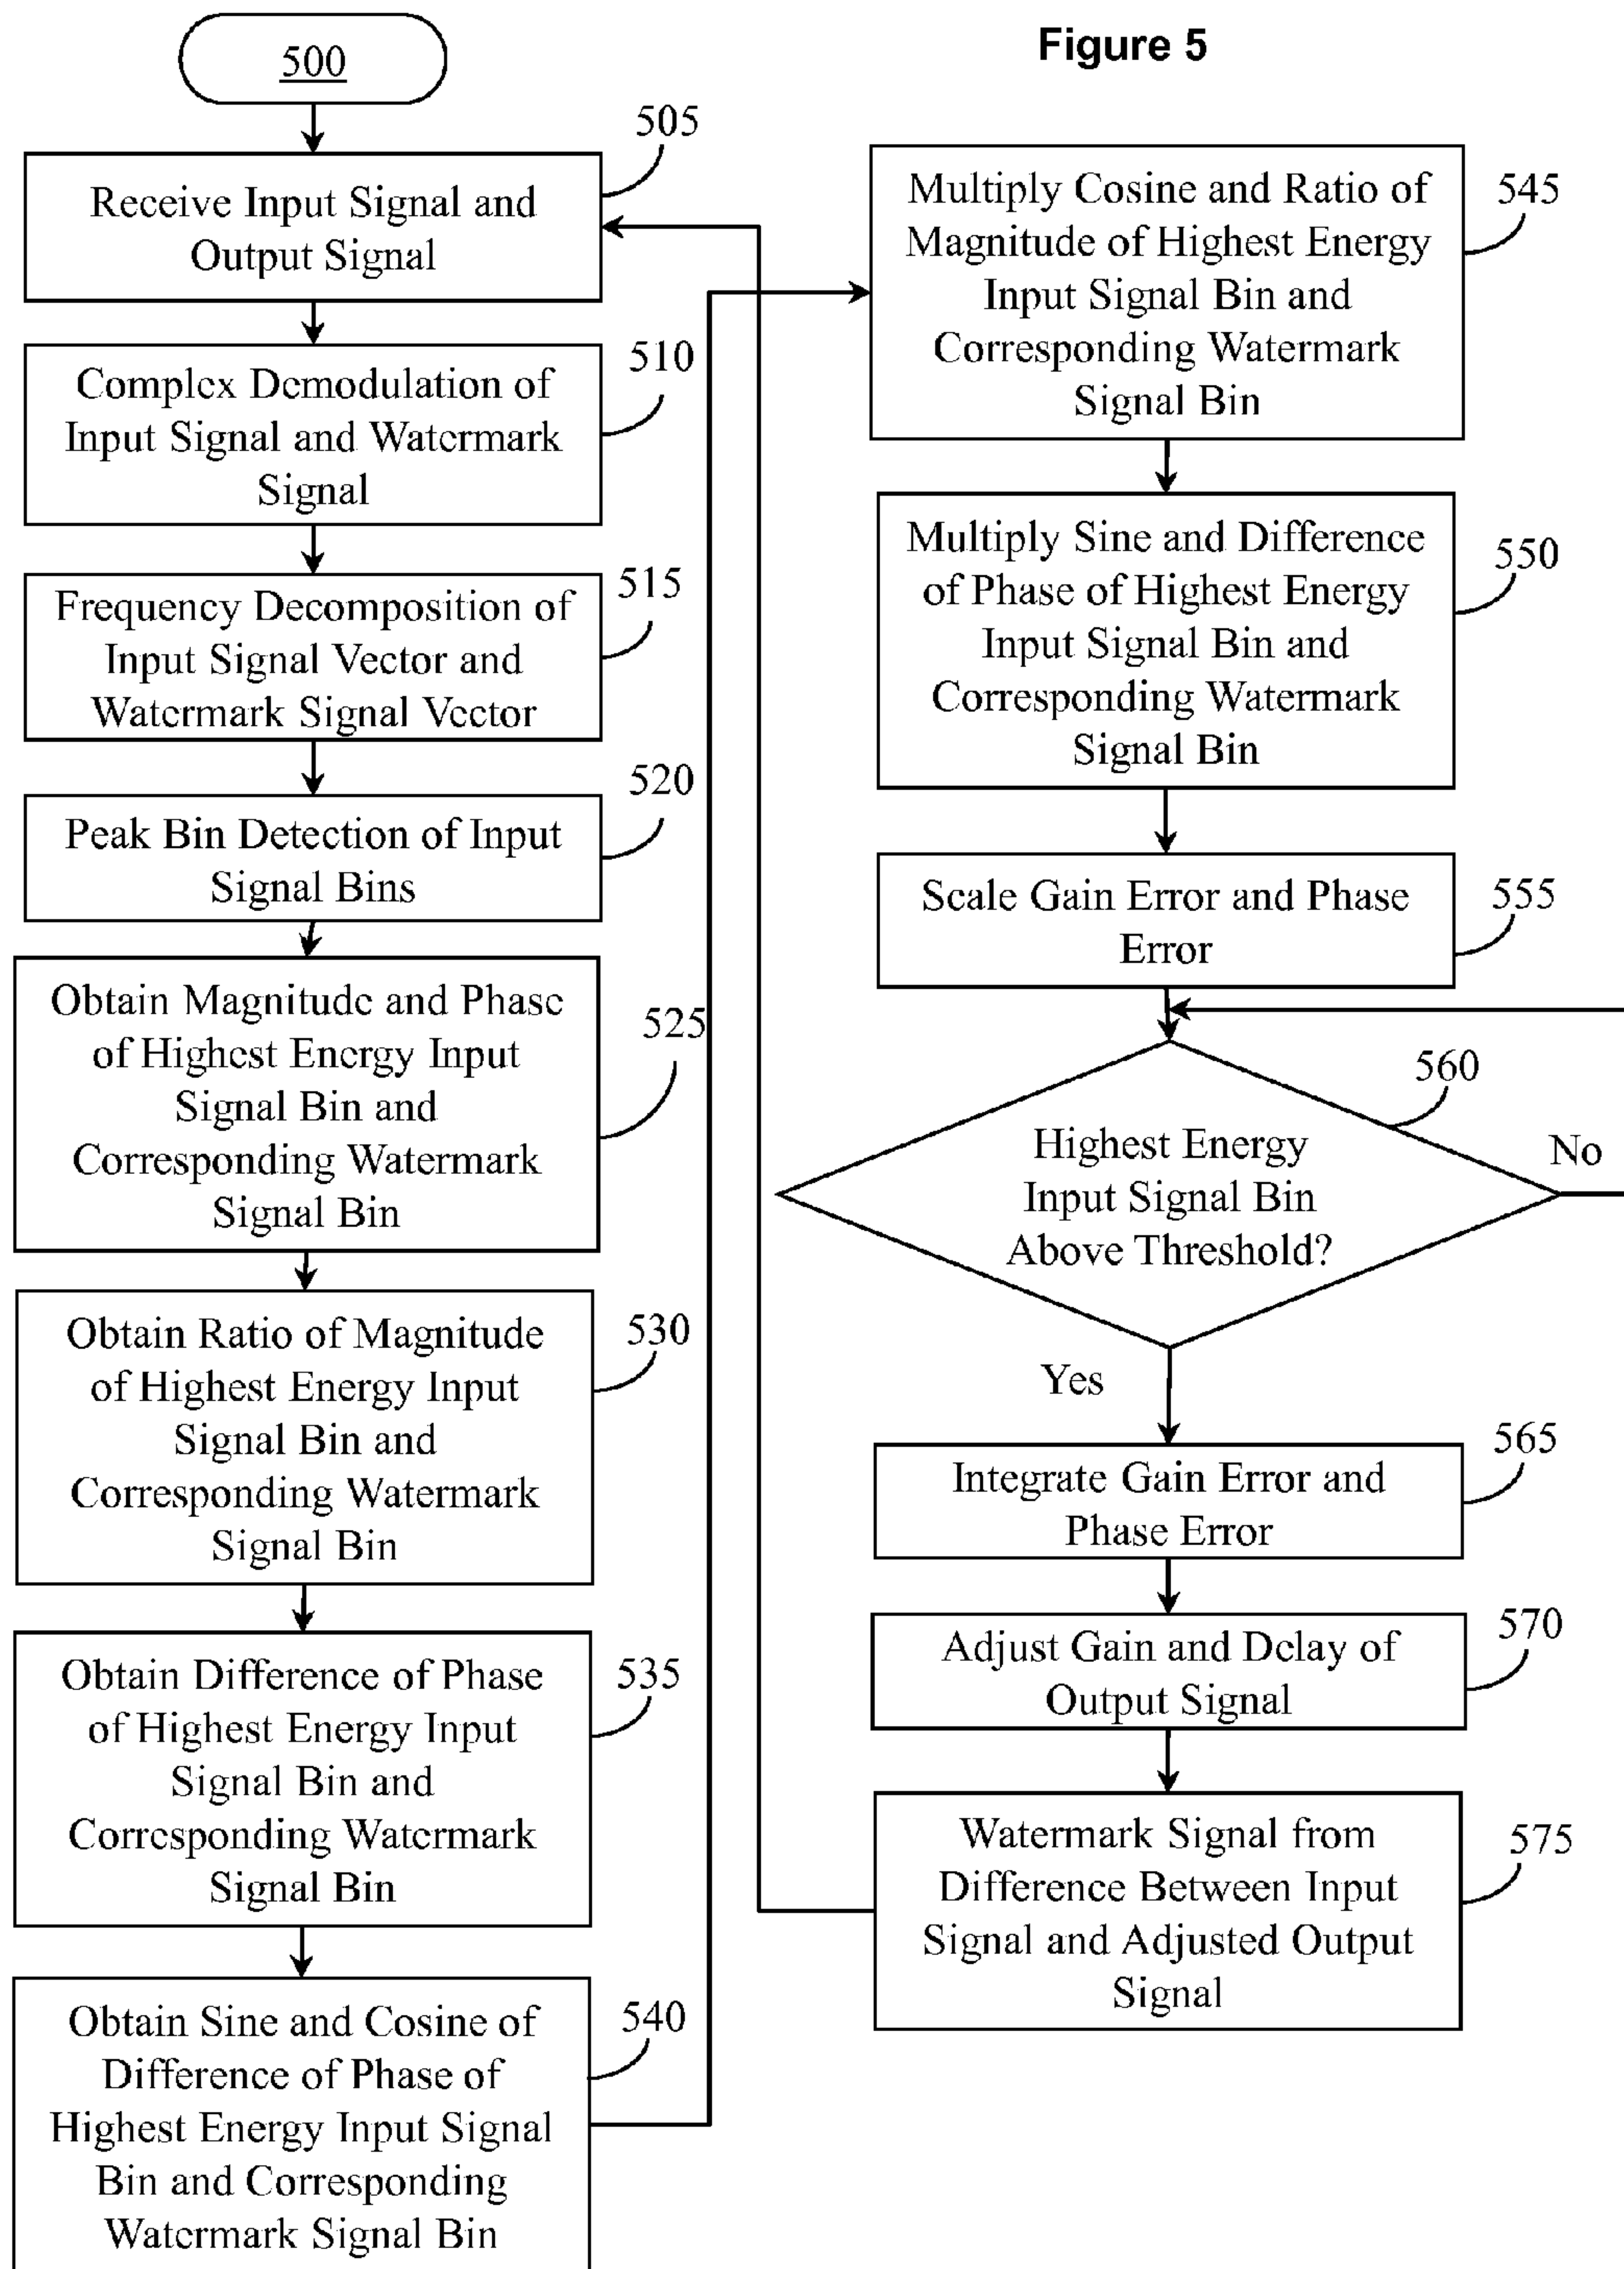 Figure 5
500
505
Receive Input Signal and
Output Signal
510
Complex Demodulation of
Input Signal and Watermark
Signal
515
Frequency Decomposition of
Input Signal Vector and
Watermark Signal Vector
520
Peak Bin Detection of Input
Signal Bins
525
Obtain Magnitude and Phase
of Highest Energy Input
Signal Bin and
Corresponding Watermark
Signal Bin
530
Obtain Ratio of Magnitude
of Highest Energy Input
Signal Bin and
Corresponding Watermark
Signal Bin
535
Obtain Difference of Phase
of Highest Energy Input
Signal Bin and
Corresponding Watermark
Signal Bin
540
Obtain Sine and Cosine of
Difference of Phase of
Highest Energy Input Signal
Bin and Corresponding
Watermark Signal Bin
545
Multiply Cosine and Ratio of
Magnitude of Highest Energy
Input Signal Bin and
Corresponding Watermark
Signal Bin
550
Multiply Sine and Difference
of Phase of Highest Energy
Input Signal Bin and
Corresponding Watermark
Signal Bin
555
Scale Gain Error and Phase
Error
560
Highest Energy
Input Signal Bin
Above Threshold?
No
Yes
565
Integrate Gain Error and
Phase Error
570
Adjust Gain and Delay of
Output Signal
575
Watermark Signal from
Difference Between Input
Signal and Adjusted Output
Signal